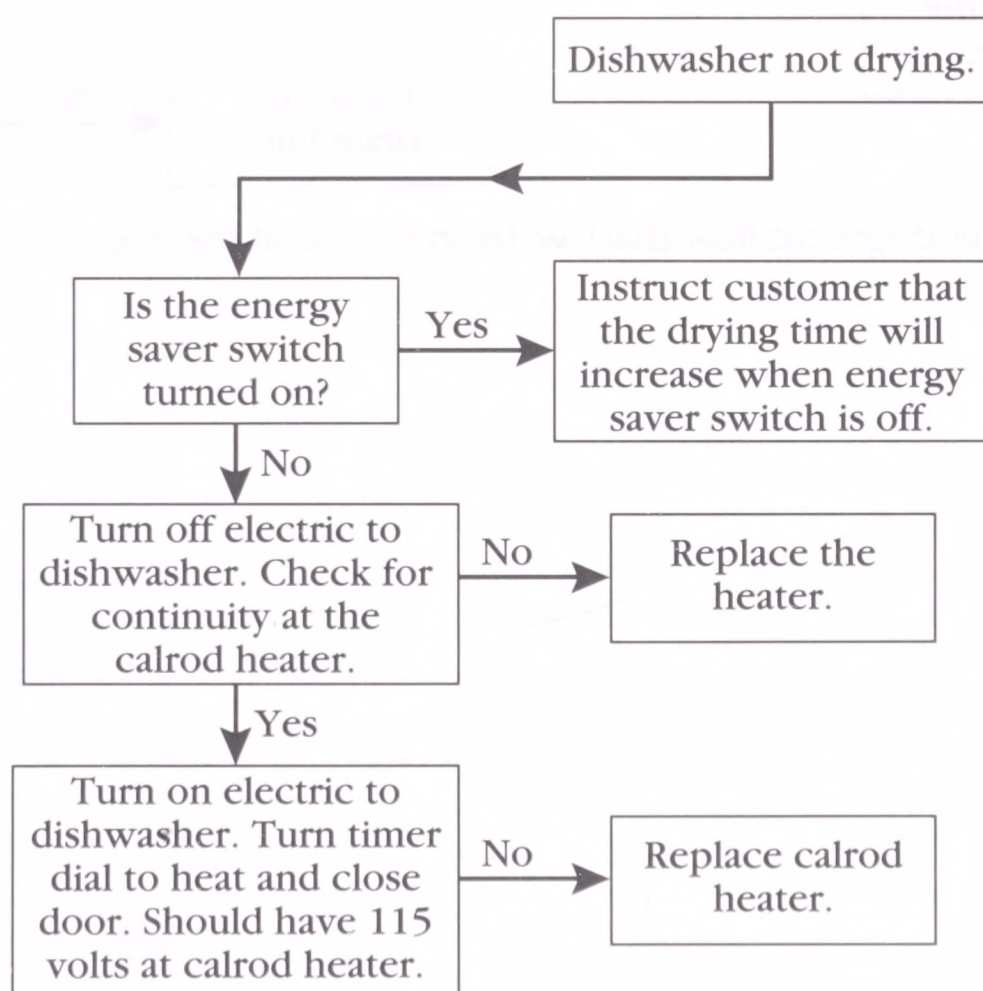 Dishwasher not drying.
Is the energy
saver switch
turned on?
Yes
Instruct customer that
the drying time will
increase when energy
saver switch is off.
No
Turn off electric to
dishwasher. Check for
continuity at the
calrod heater.
No
Replace the
heater.
Yes
Turn on electric to
dishwasher. Turn timer
dial to heat and close
door. Should have 115
volts at calrod heater.
No
Replace calrod
heater.